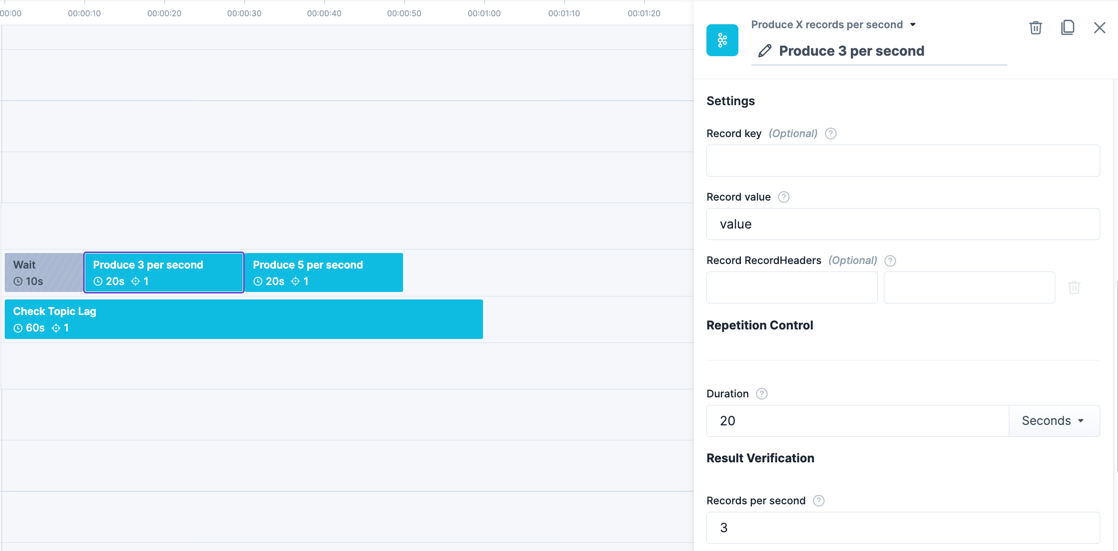 00:00
00:00:10
00:00:20
00:00:30
00:00:40
00:00:50
00:01:00
00:01:10
00:01:20
Wait
10s
Produce 3 per second
20s 1
Produce 5 per second
20s 1
Check Topic Lag
60s 1
Produce X records per second
Produce 3 per second
Settings
Record key (Optional) ?
Record value ?
value
Record RecordHeaders (Optional) ?
Repetition Control
Duration ?
20 Seconds
Result Verification
Records per second ?
3